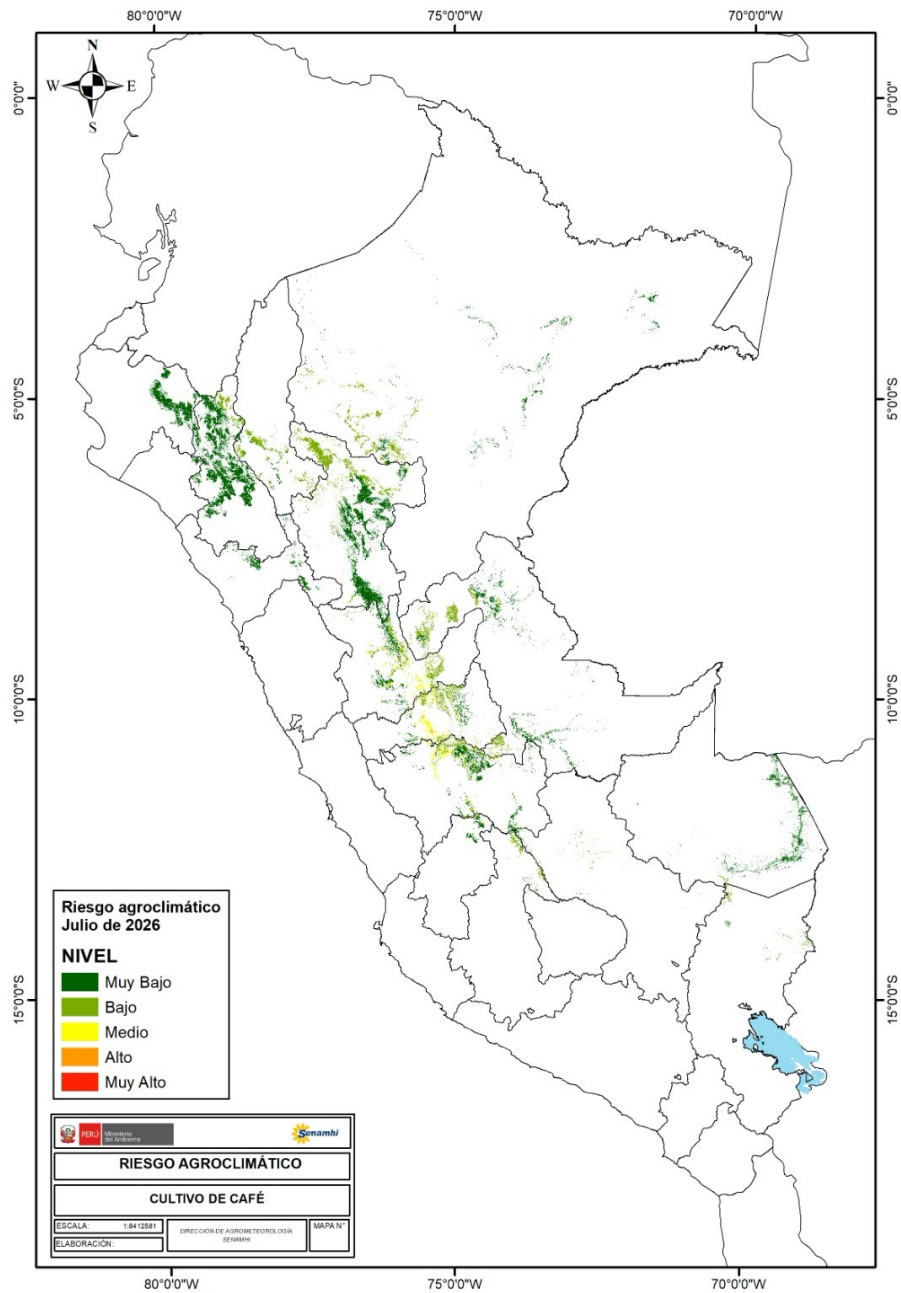 80°0'0"W 75°0'0"W 70°0'0"W
N
W E
S
0°0'0" 0°0'0"
5°0'0"S 5°0'0"S
10°0'0"S 10°0'0"S
15°0'0"S 15°0'0"S
Riesgo agroclimático
Julio de 2026
NIVEL
Muy Bajo
Bajo
Medio
Alto
Muy Alto
PERÚ Ministerio
del Ambiente
Senamhi
RIESGO AGROCLIMÁTICO
CULTIVO DE CAFÉ
ESCALA: 1:8412581
DIRECCIÓN DE AGROMETEOROLOGÍA
SENAMHI
MAPA N°
ELABORACIÓN:
80°0'0"W 75°0'0"W 70°0'0"W